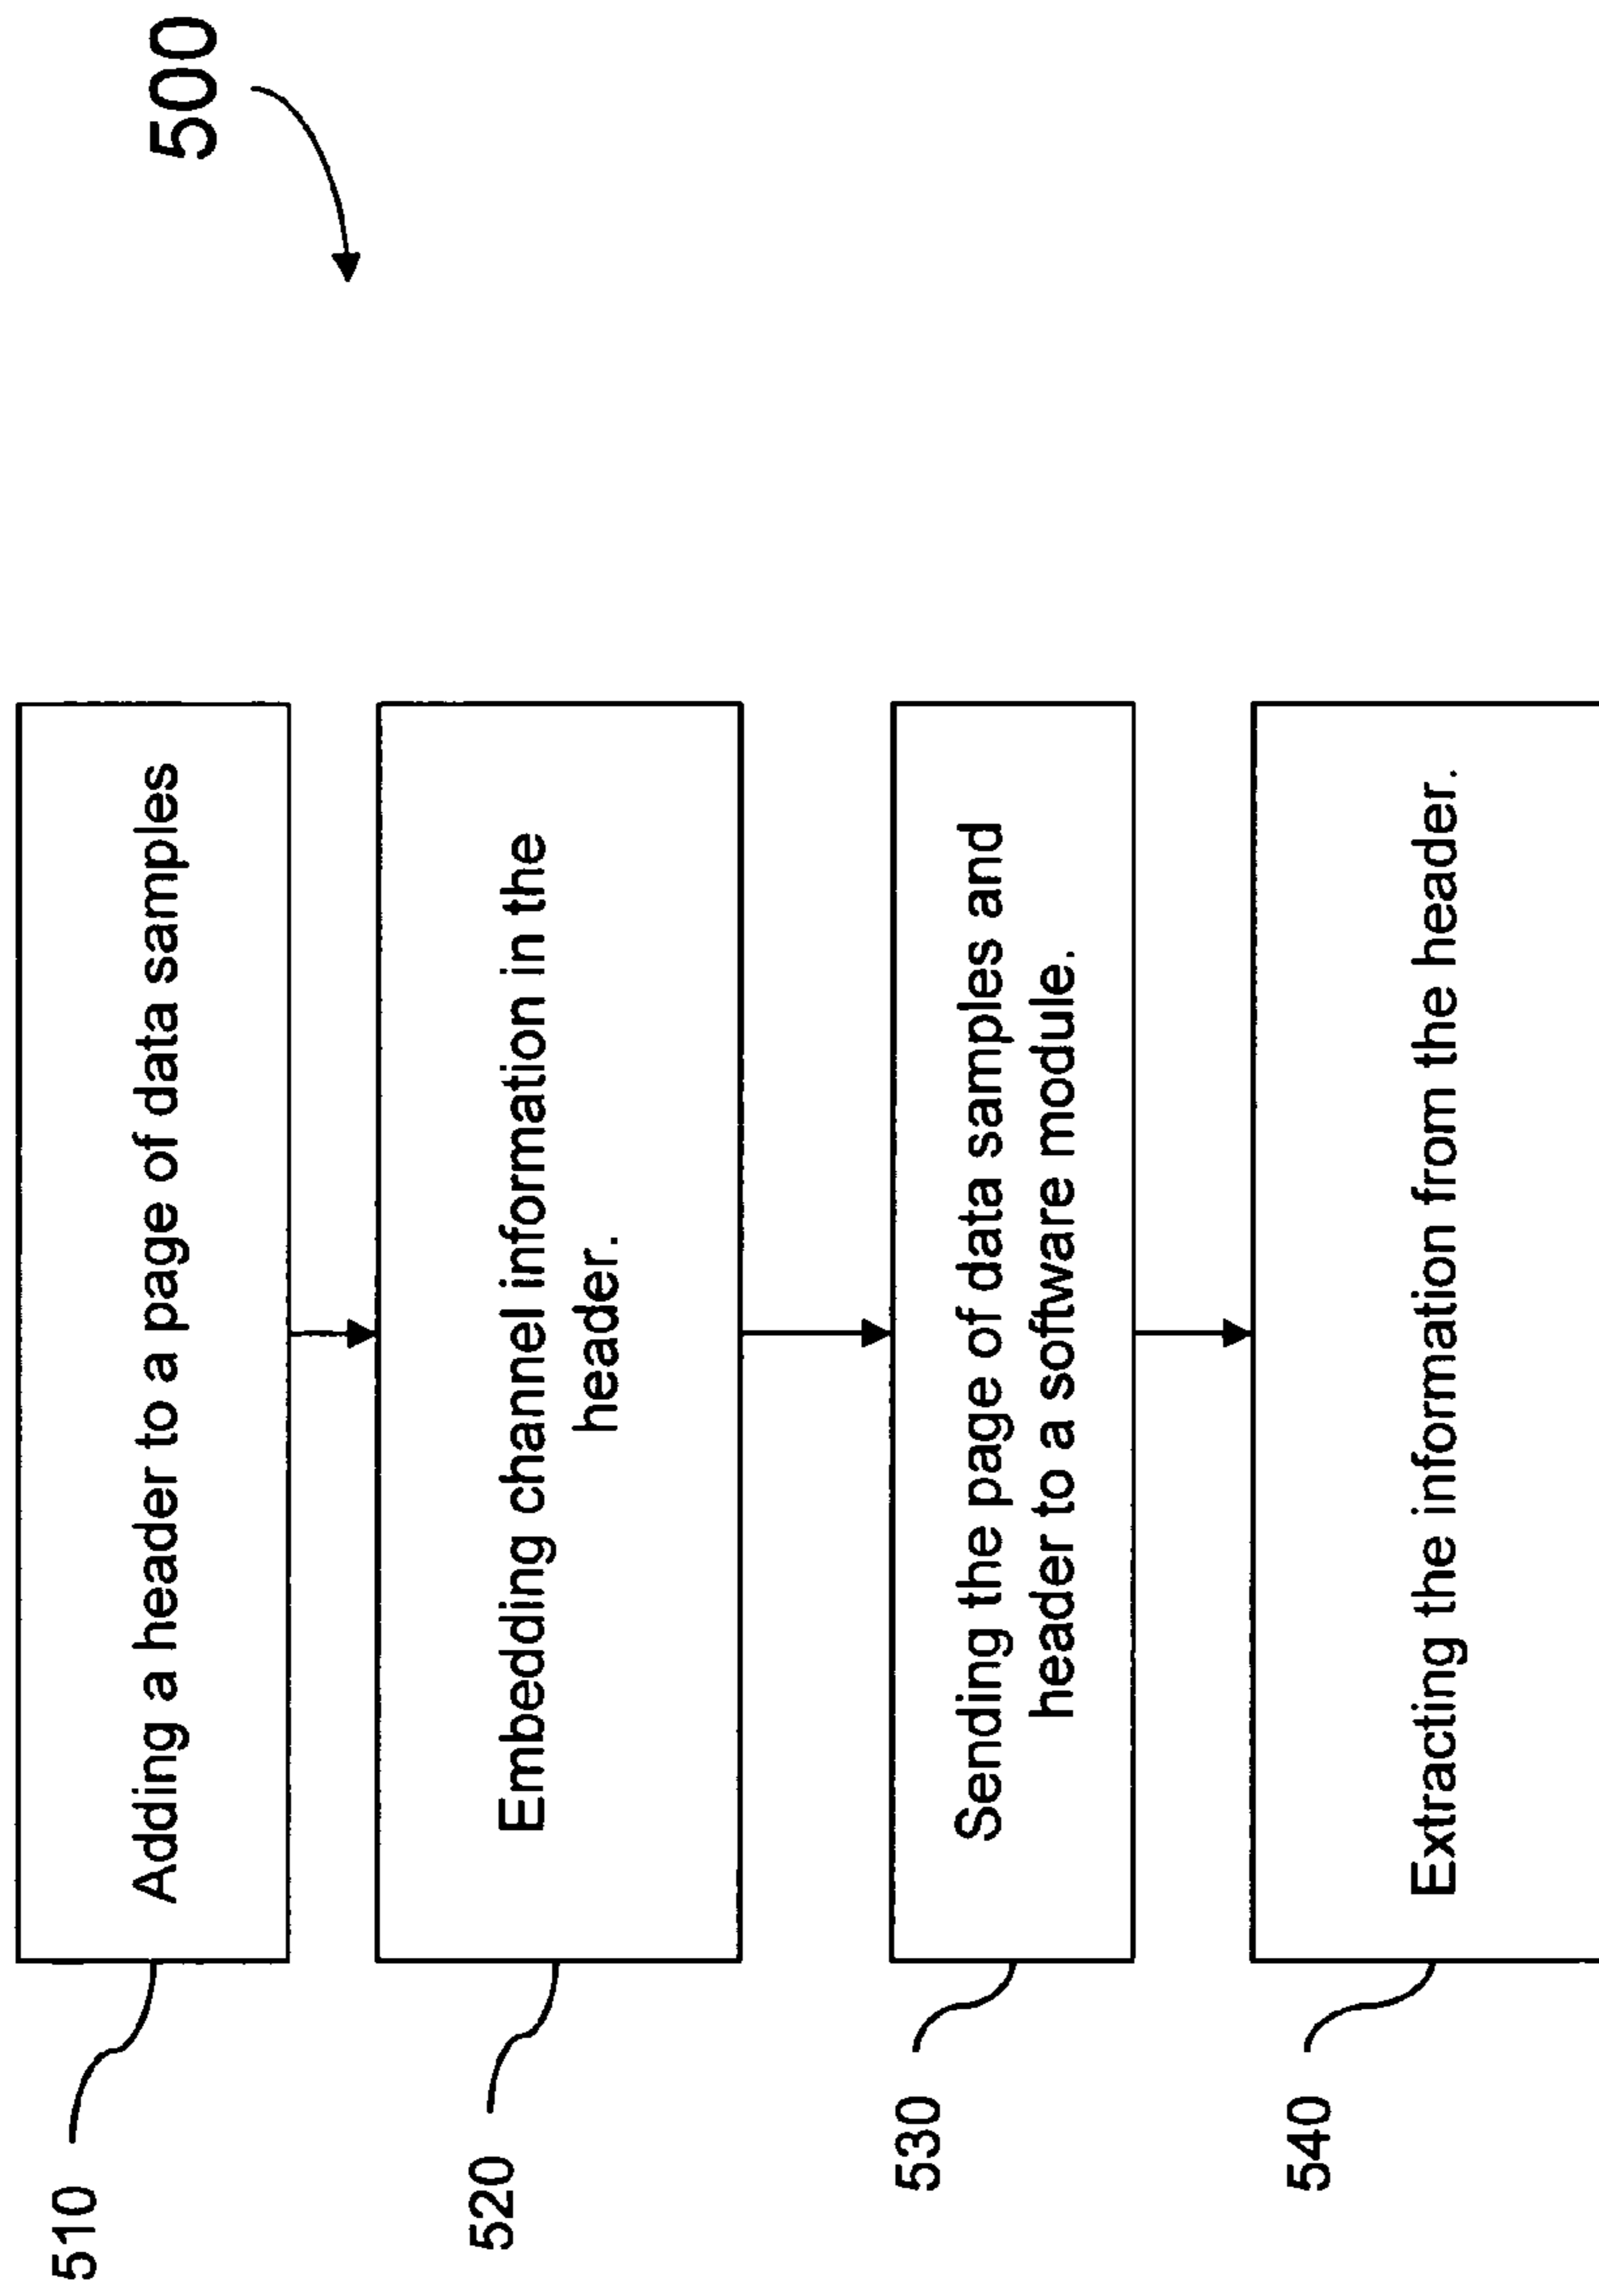 500
510
Adding a header to a page of data samples
520
Embedding channel information in the
header.
530
Sending the page of data samples and
header to a software module.
540
Extracting the information from the header.